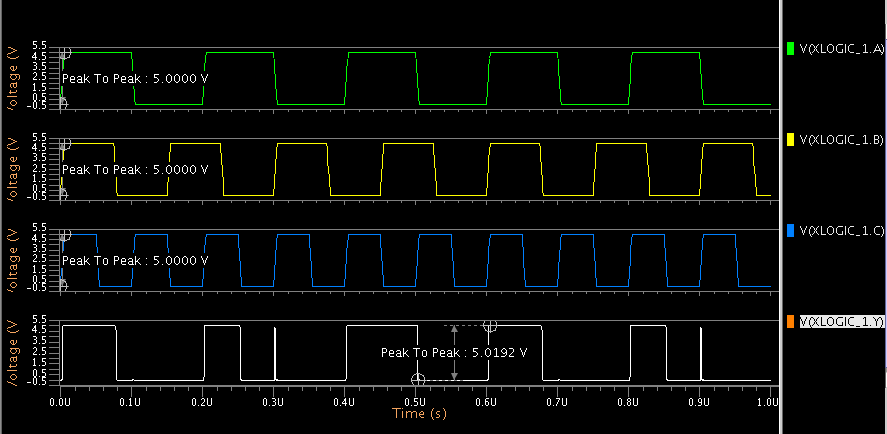 5.5
4.5
3.5
2.5
1.5
0.5
-0.5
Voltage (V
Peak To Peak : 5.0000 V
V(XLOGIC_1.A)
5.5
4.5
3.5
2.5
1.5
0.5
-0.5
Voltage (V
Peak To Peak : 5.0000 V
V(XLOGIC_1.B)
5.5
4.5
3.5
2.5
1.5
0.5
-0.5
Voltage (V
Peak To Peak : 5.0000 V
V(XLOGIC_1.C)
5.5
4.5
3.5
2.5
1.5
0.5
-0.5
Voltage (V
Peak To Peak : 5.0192 V
V(XLOGIC_1.Y)
0.0U 0.1U 0.2U 0.3U 0.4U 0.5U 0.6U 0.7U 0.8U 0.9U 1.0U
Time (s)